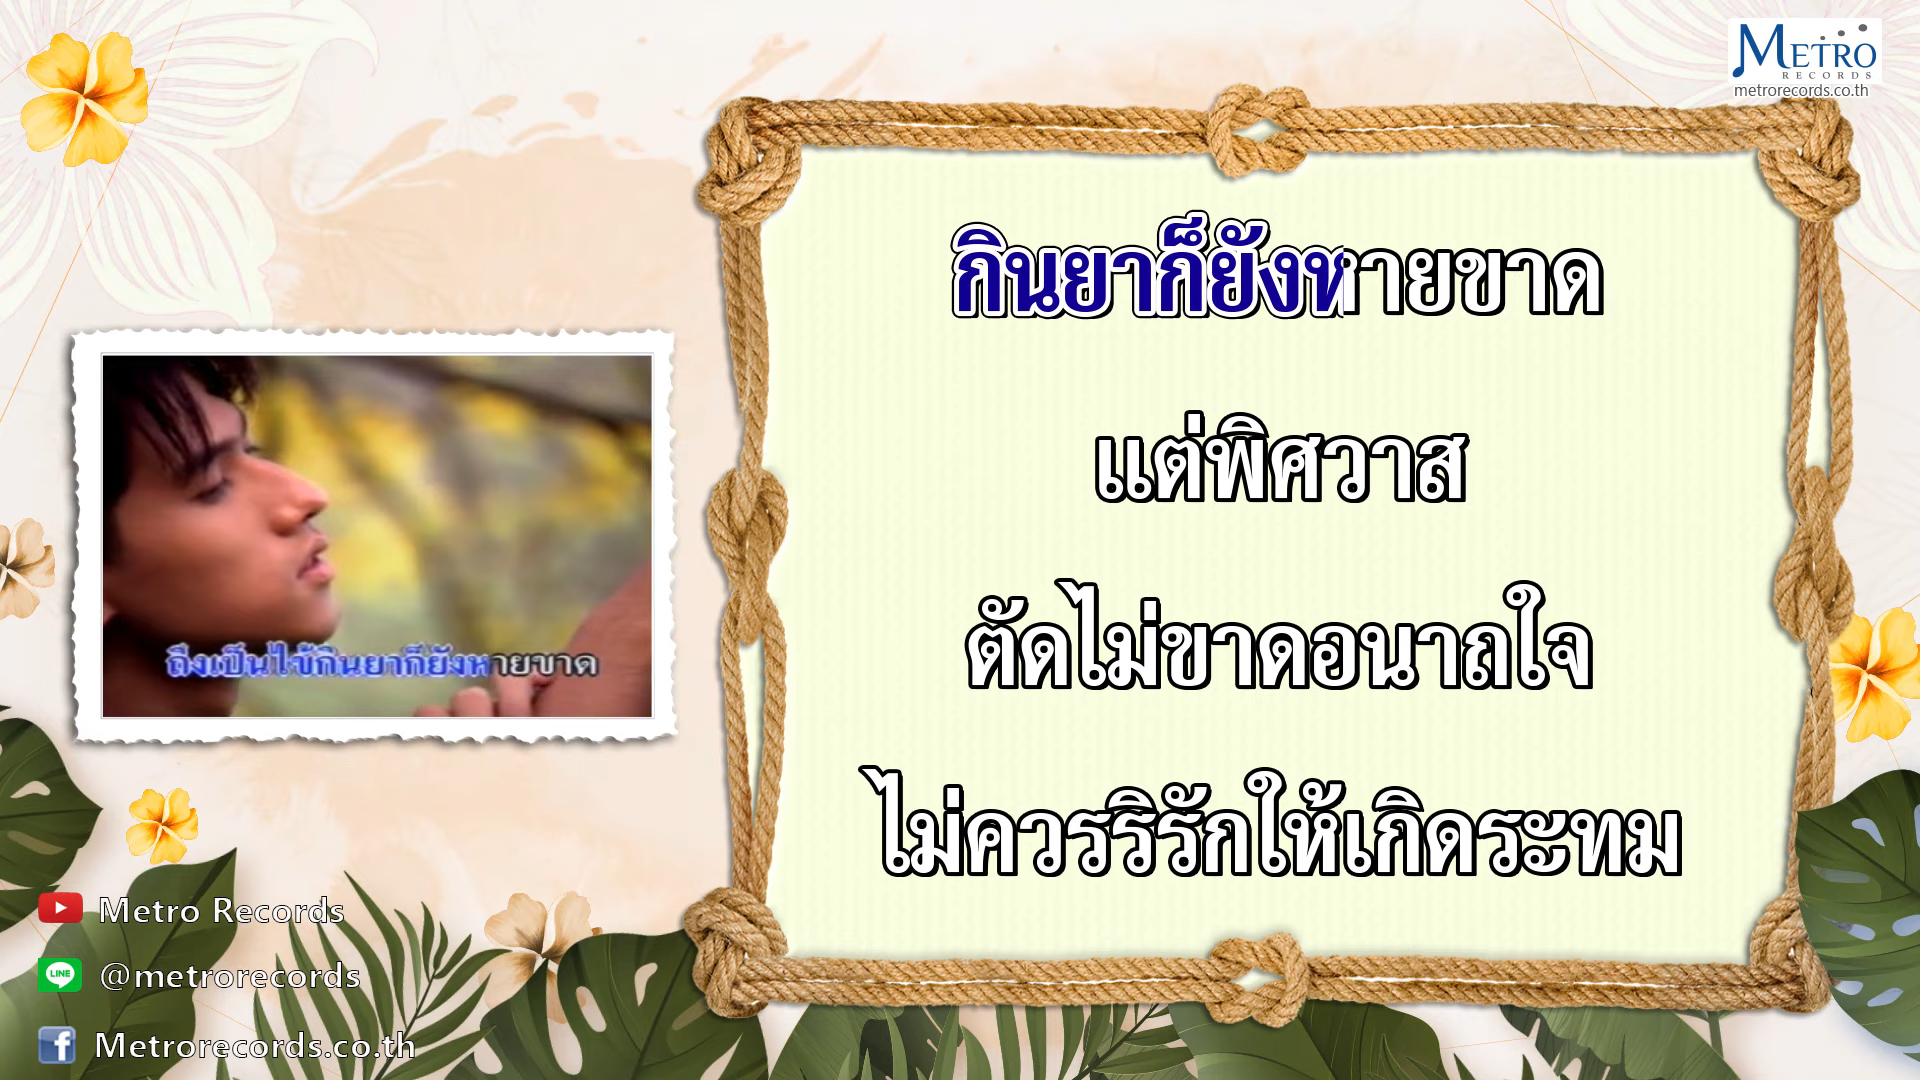 METRO
RECORDS
metrorecords.co.th
กินยาก็ยังหายขาด
แต่พิศวาส
ตัดไม่ขาดอนาถใจ
ไม่ควรริรักให้เกิดระทม
ถึงเป็นไข้กินยาก็ยังหายขาด
Metro Records
LINE
@metrorecords
f
Metrorecords.co.th